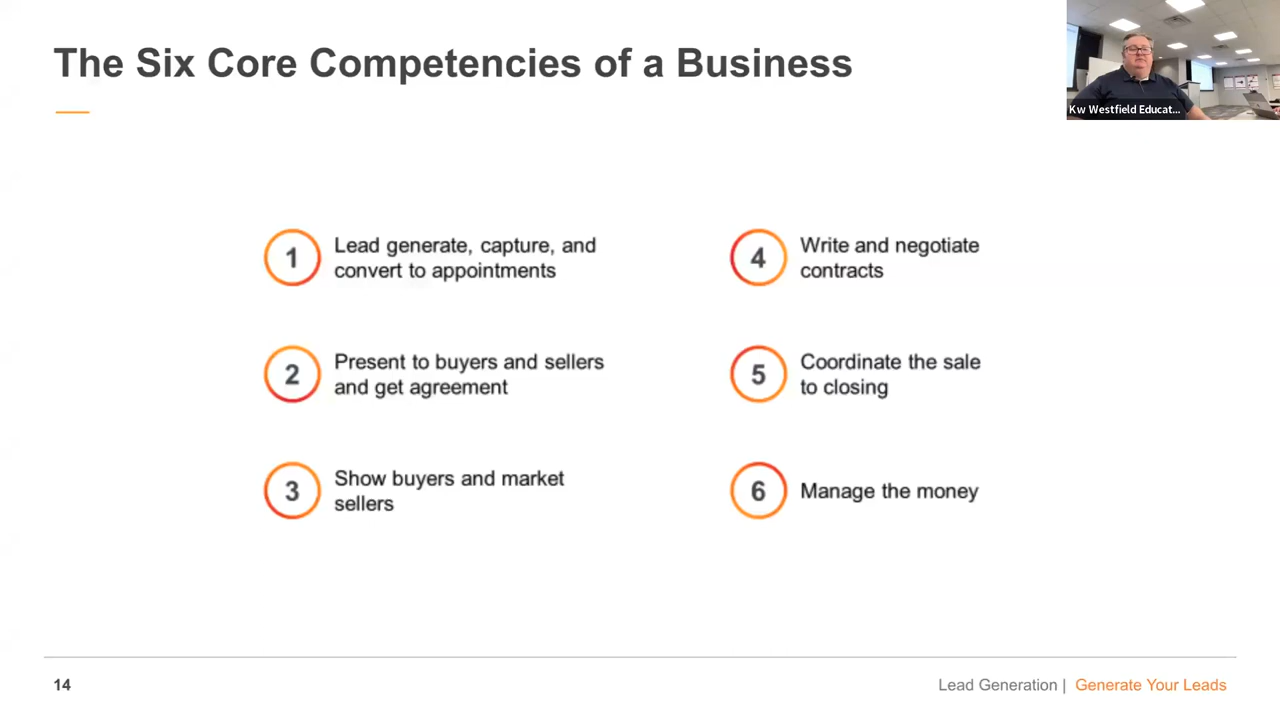 The Six Core Competencies of a Business
Kw Westfield Educat...
1
Lead generate, capture, and
convert to appointments
2
Present to buyers and sellers
and get agreement
3
Show buyers and market
sellers
4
Write and negotiate
contracts
5
Coordinate the sale
to closing
6
Manage the money
14
Lead Generation | Generate Your Leads